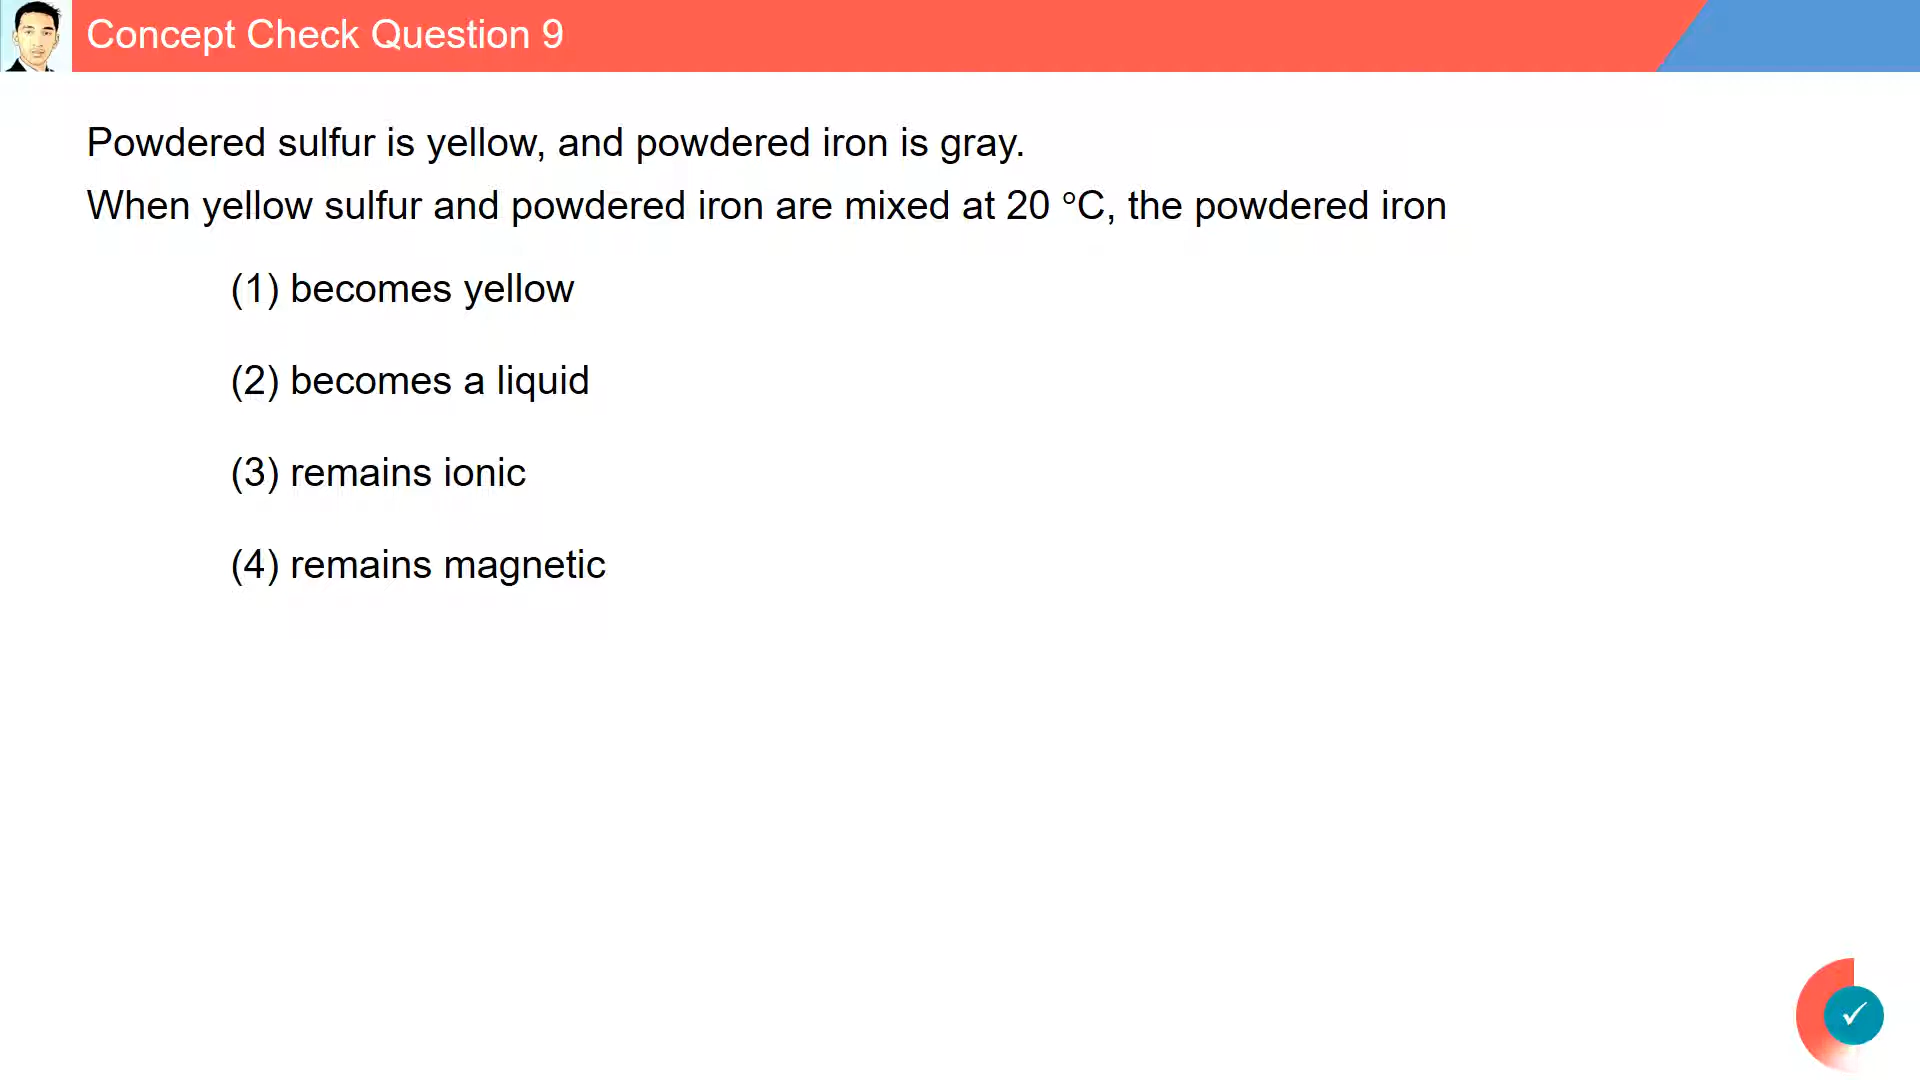 Concept Check Question 9
Powdered sulfur is yellow, and powdered iron is gray.
When yellow sulfur and powdered iron are mixed at 20 °C, the powdered iron
(1) becomes yellow
(2) becomes a liquid
(3) remains ionic
(4) remains magnetic